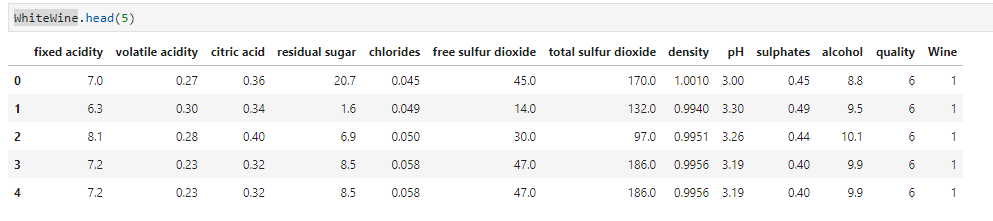 WhiteWine.head(5)
fixed acidity volatile acidity citric acid residual sugar chlorides free sulfur dioxide total sulfur dioxide density pH sulphates alcohol quality Wine
0 7.0 0.27 0.36 20.7 0.045 45.0 170.0 1.0010 3.00 0.45 8.8 6 1
1 6.3 0.30 0.34 1.6 0.049 14.0 132.0 0.9940 3.30 0.49 9.5 6 1
2 8.1 0.28 0.40 6.9 0.050 30.0 97.0 0.9951 3.26 0.44 10.1 6 1
3 7.2 0.23 0.32 8.5 0.058 47.0 186.0 0.9956 3.19 0.40 9.9 6 1
4 7.2 0.23 0.32 8.5 0.058 47.0 186.0 0.9956 3.19 0.40 9.9 6 1